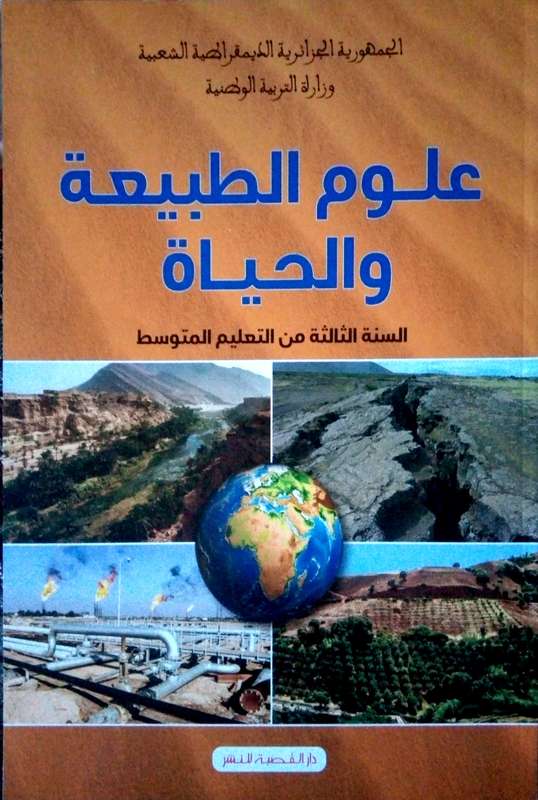 الجمهورية الجزائرية الديمقراطية الشعبية
وزارة التربية الوطنية
علوم الطبيعة
والحياة
السنة الثالثة من التعليم المتوسط
دار القصبة للنشر